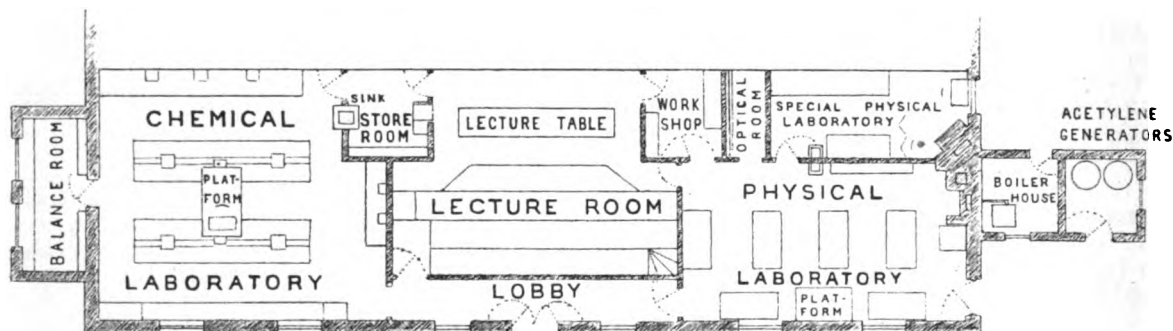 BALANCE ROOM
CHEMICAL
LABORATORY
PLAT-
FORM
SINK
STORE
ROOM
LECTURE TABLE
LECTURE ROOM
LOBBY
WORK
SHOP
OPTICAL
ROOM
SPECIAL PHYSICAL
LABORATORY
PHYSICAL
LABORATORY
PLAT-
FORM
BOILER
HOUSE
ACETYLENE
GENERATORS